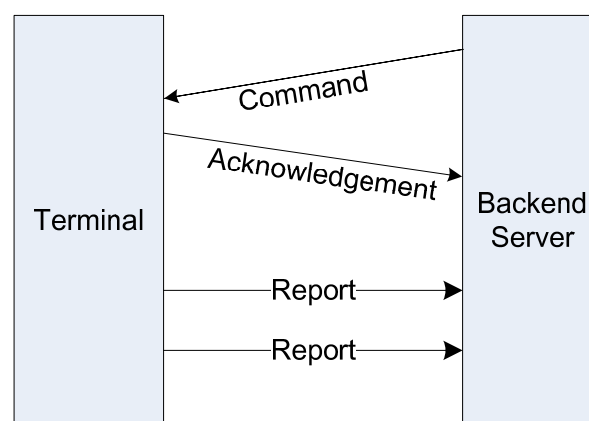 Command
Acknowledgement
Terminal
Backend
Server
Report
Report